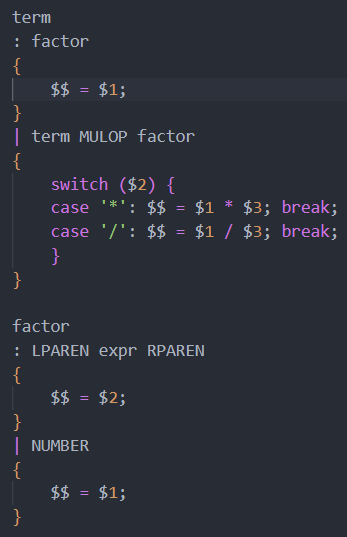 term
: factor
{
    $$ = $1;
}
| term MULOP factor
{
    switch ($2) {
    case '*': $$ = $1 * $3; break;
    case '/': $$ = $1 / $3; break;
    }
}

factor
: LPAREN expr RPAREN
{
    $$ = $2;
}
| NUMBER
{
    $$ = $1;
}